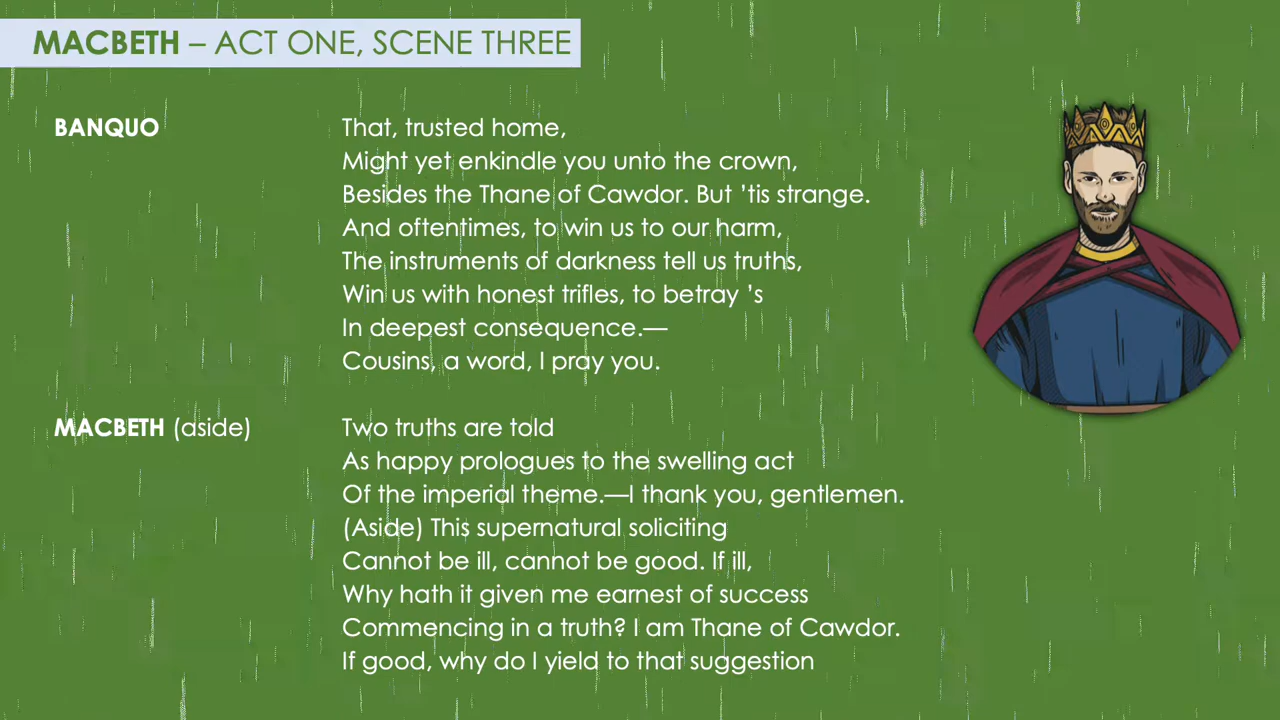 MACBETH – ACT ONE, SCENE THREE
BANQUO
That, trusted home,
Might yet enkindle you unto the crown,
Besides the Thane of Cawdor. But ’tis strange.
And oftentimes, to win us to our harm,
The instruments of darkness tell us truths,
Win us with honest trifles, to betray ’s
In deepest consequence.—
Cousins, a word, I pray you.
MACBETH (aside)
Two truths are told
As happy prologues to the swelling act
Of the imperial theme.—I thank you, gentlemen.
(Aside) This supernatural soliciting
Cannot be ill, cannot be good. If ill,
Why hath it given me earnest of success
Commencing in a truth? I am Thane of Cawdor.
If good, why do I yield to that suggestion